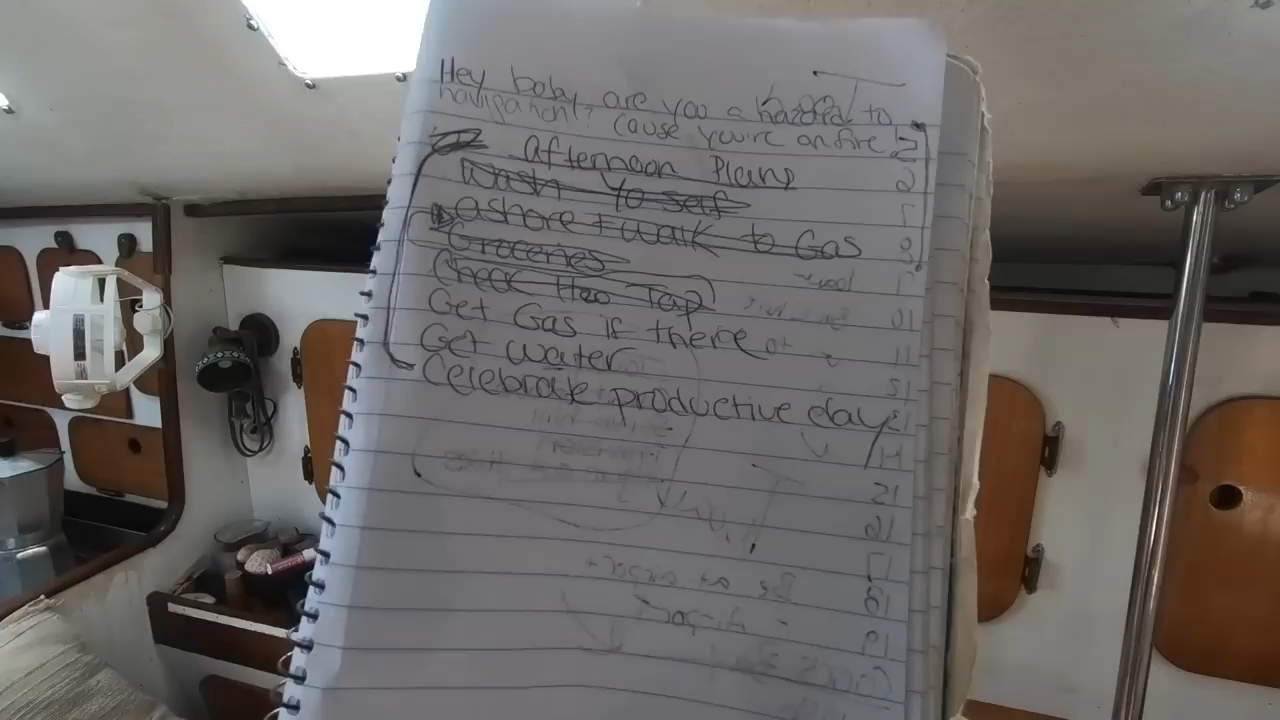 Hey baby, are you a hazard to
navigation? Cause you're on fire
Afternoon Plans
Wash Yo Self
ashore + walk to Gas
Groceries
Check H2O Tap
Get Gas if there
Get water
Celebrate productive day!